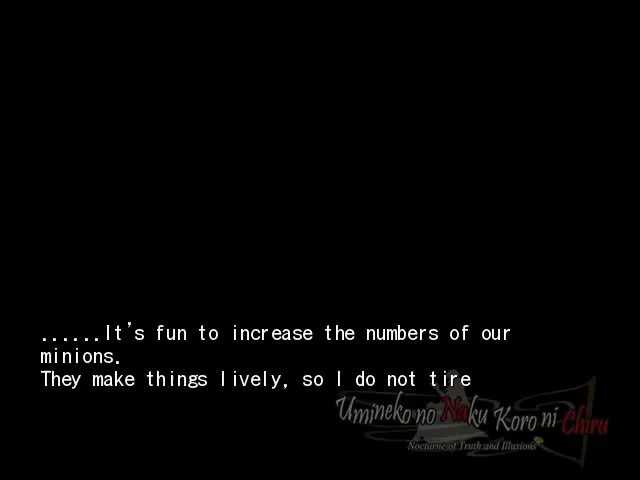 ......It's fun to increase the numbers of our
minions.
They make things lively, so I do not tire
Umineko no Naku Koro ni Chiru
Nocturne of Truth and Illusions